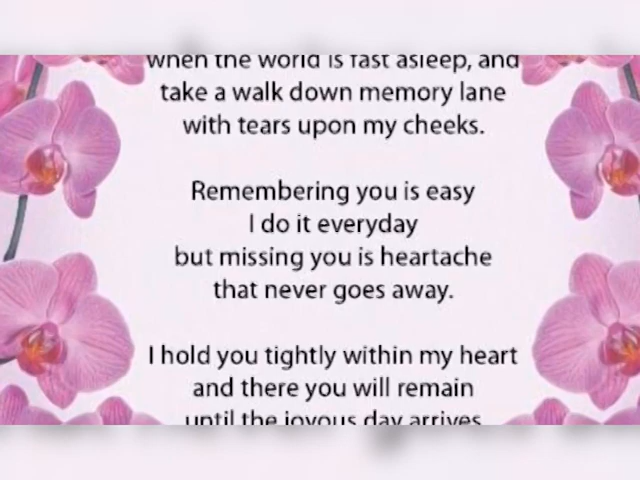 when the world is fast asleep, and
take a walk down memory lane
with tears upon my cheeks.
Remembering you is easy
I do it everyday
but missing you is heartache
that never goes away.
I hold you tightly within my heart
and there you will remain
until the joyous day arrives